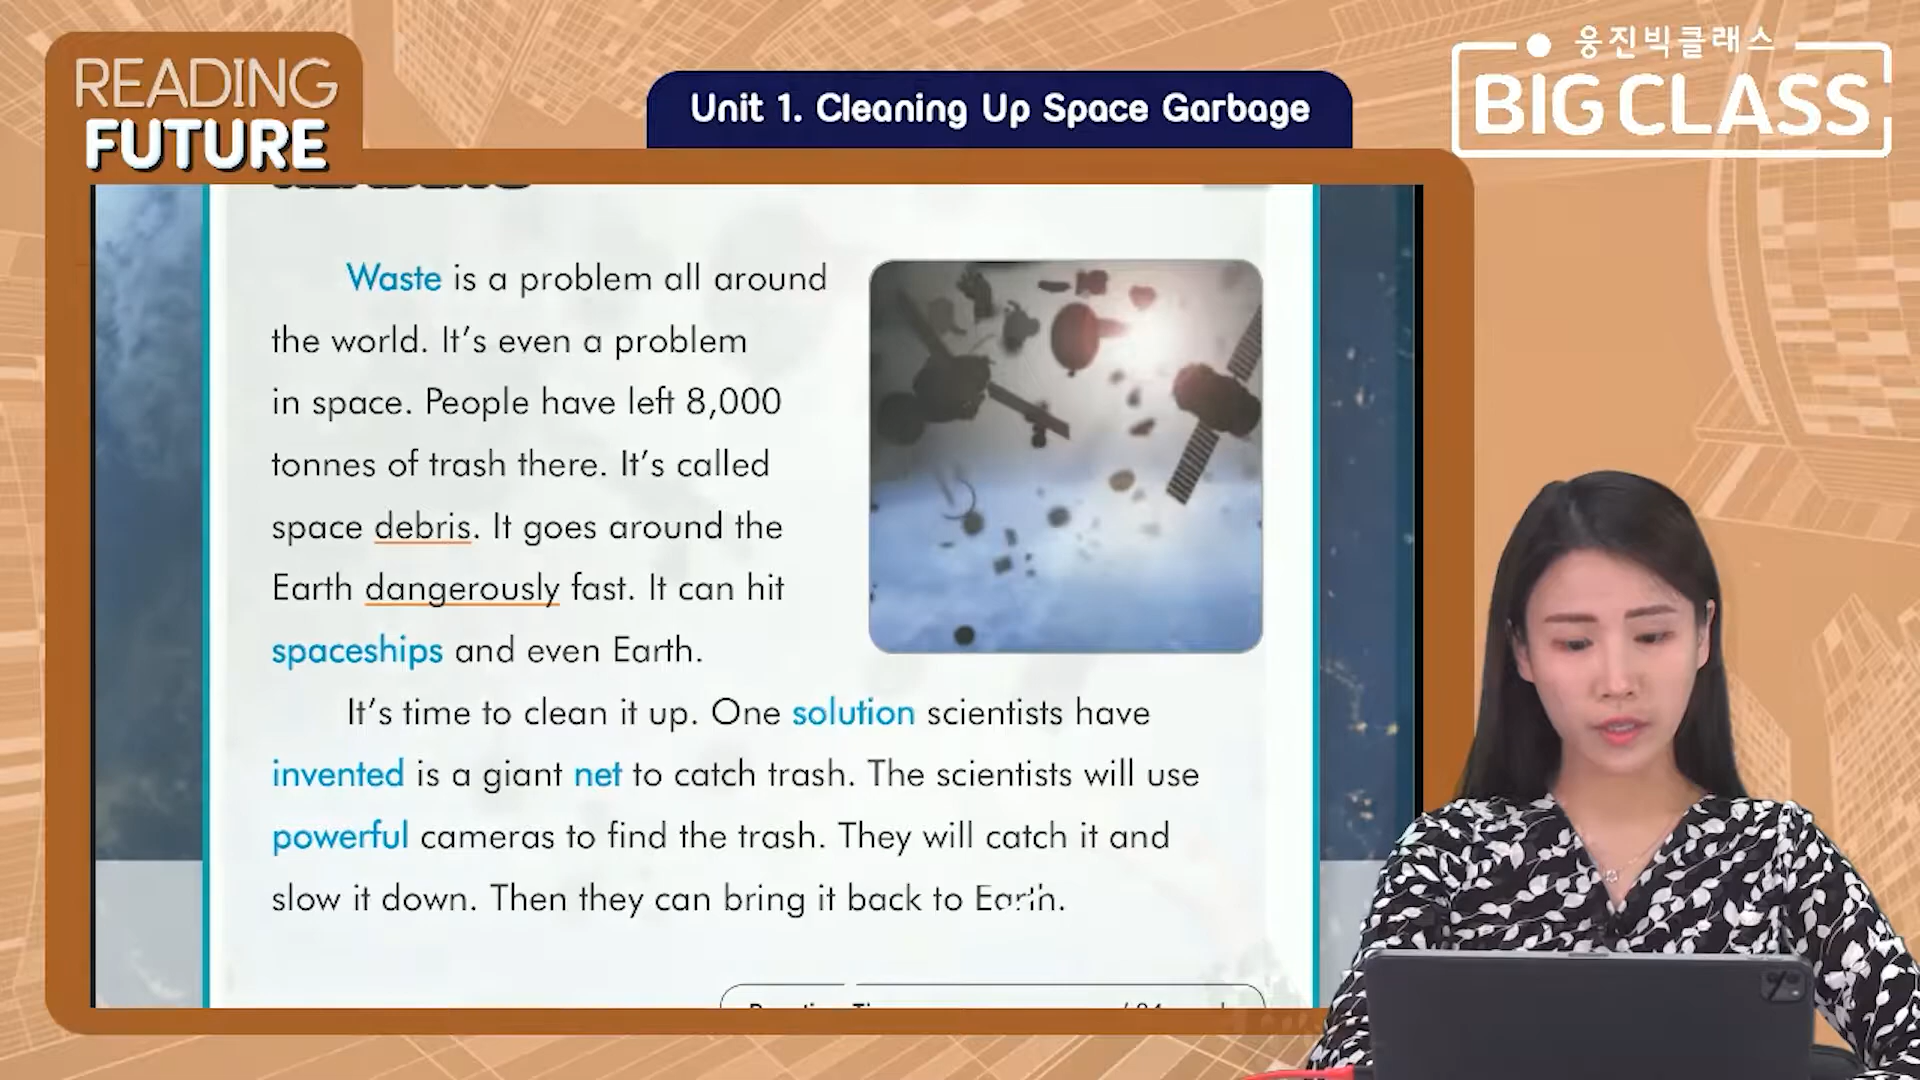 READING
FUTURE
Unit 1. Cleaning Up Space Garbage
웅진빅클래스
BIG CLASS
Waste is a problem all around
the world. It's even a problem
in space. People have left 8,000
tonnes of trash there. It's called
space debris. It goes around the
Earth dangerously fast. It can hit
spaceships and even Earth.
It's time to clean it up. One solution scientists have
invented is a giant net to catch trash. The scientists will use
powerful cameras to find the trash. They will catch it and
slow it down. Then they can bring it back to Earth.